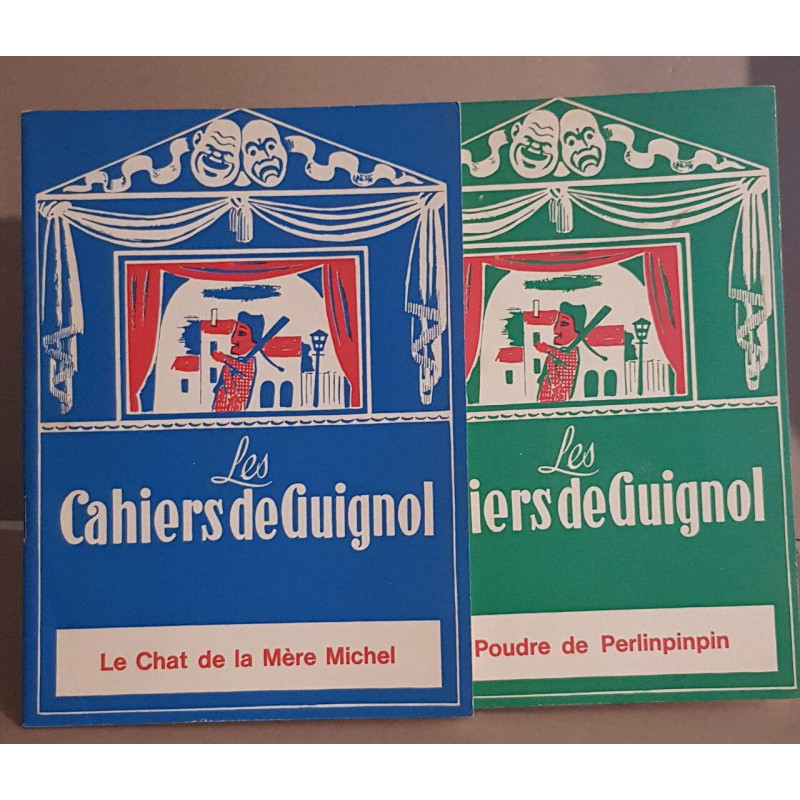 Les
Cahiers de Guignol
Le Chat de la Mère Michel
Les
iers de Guignol
Poudre de Perlinpinpin